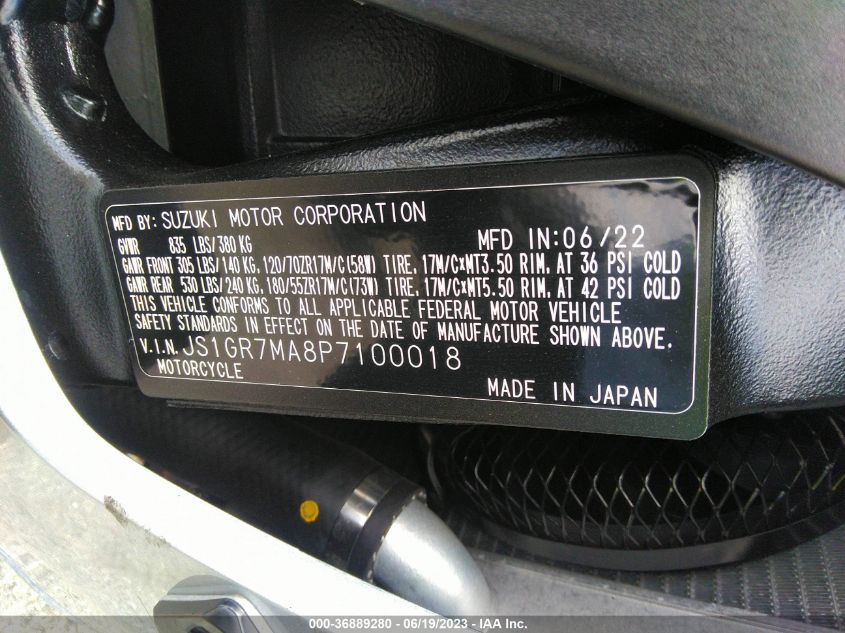 MFD BY: SUZUKI MOTOR CORPORATION
GVWR 835 LBS/380 KG MFD IN:06/22
GAWR FRONT 305 LBS/140 KG, 120/70ZR17M/C(58W) TIRE, 17M/C×MT3.50 RIM, AT 36 PSI COLD
GAWR REAR 530 LBS/240 KG, 180/55ZR17M/C(73W) TIRE, 17M/C×MT5.50 RIM, AT 42 PSI COLD
THIS VEHICLE CONFORMS TO ALL APPLICABLE FEDERAL MOTOR VEHICLE
SAFETY STANDARDS IN EFFECT ON THE DATE OF MANUFACTURE SHOWN ABOVE.
V.I.N. JS1GR7MA8P7100018
MOTORCYCLE
MADE IN JAPAN
000-36889280 - 06/19/2023 - IAA Inc.